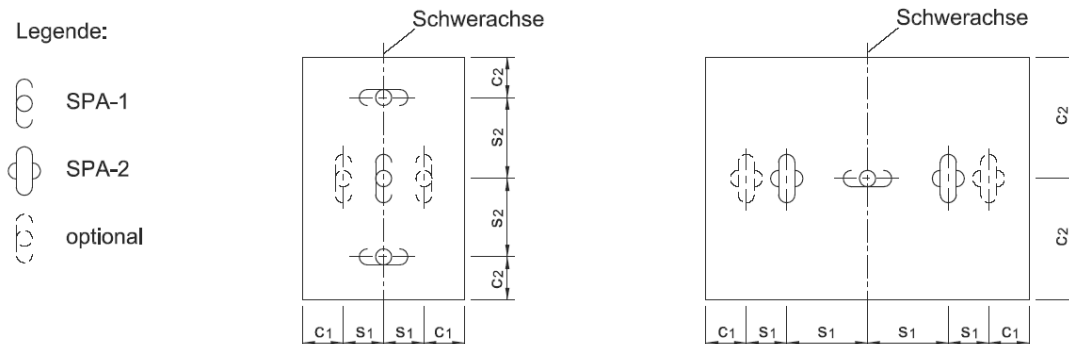 Legende:
SPA-1
SPA-2
optional
Schwerachse
c2
s2
s2
c2
c1 s1 s1 c1
Schwerachse
c2
c2
c1 s1 s1 s1 s1 c1